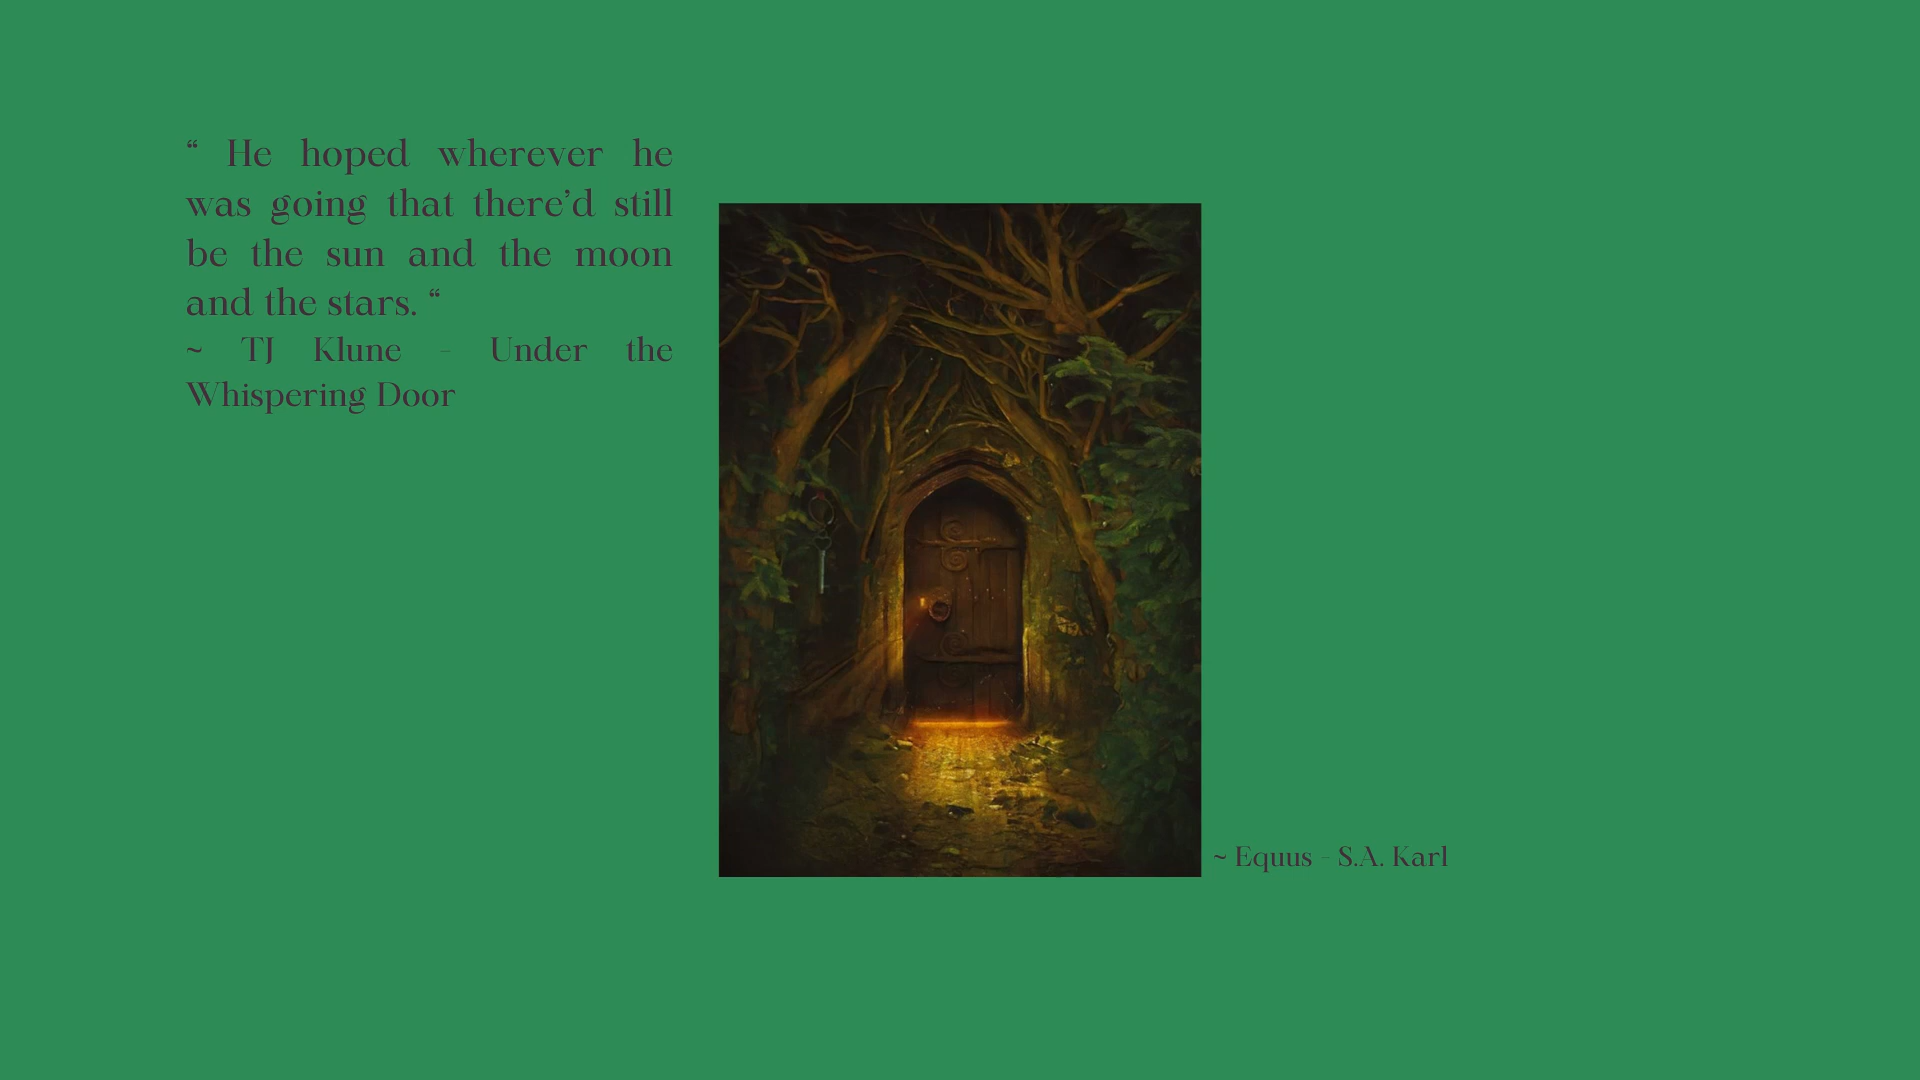 “ He hoped wherever he
was going that there’d still
be the sun and the moon
and the stars. “
~ TJ Klune - Under the
Whispering Door
~ Equus - S.A. Karl